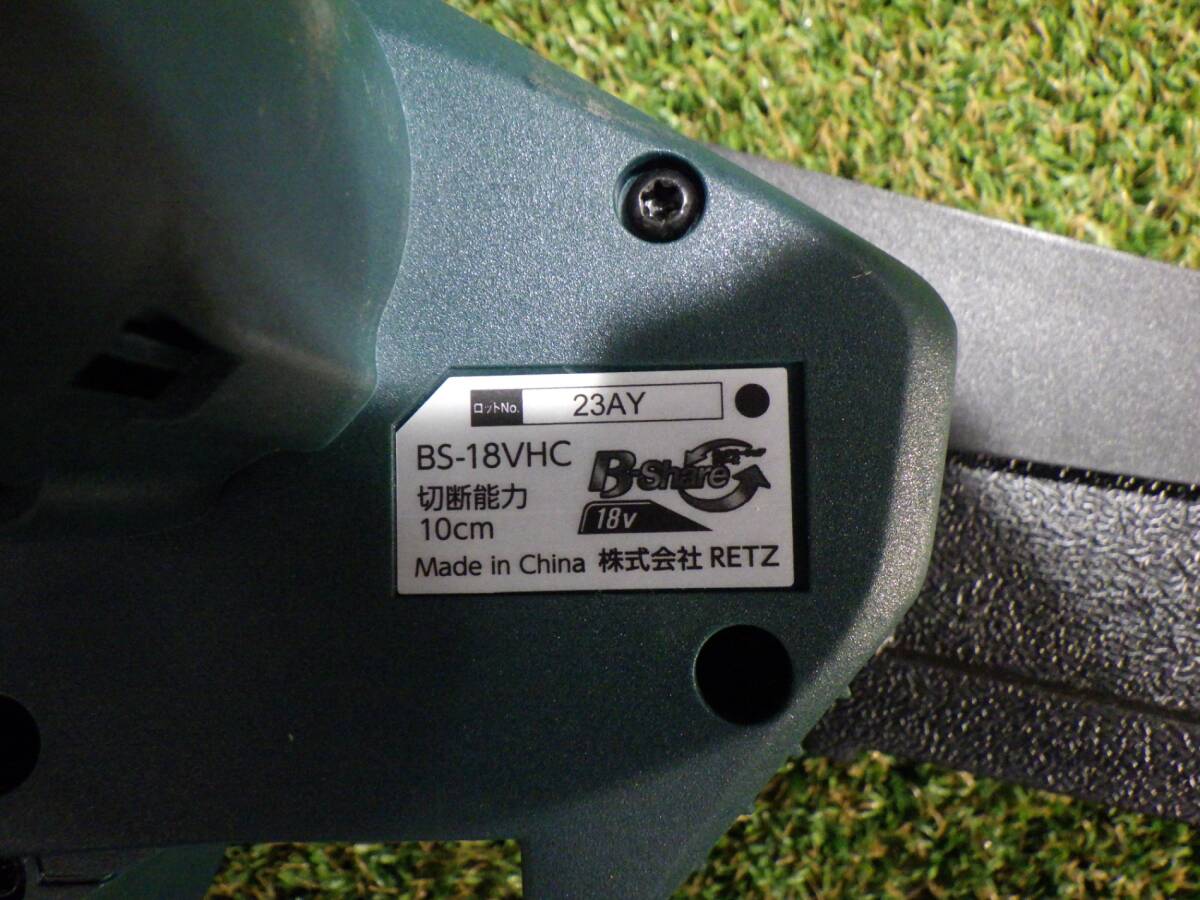 ロットNo. 23AY
BS-18VHC
B-Share
切断能力
10cm
18v
Made in China 株式会社 RETZ